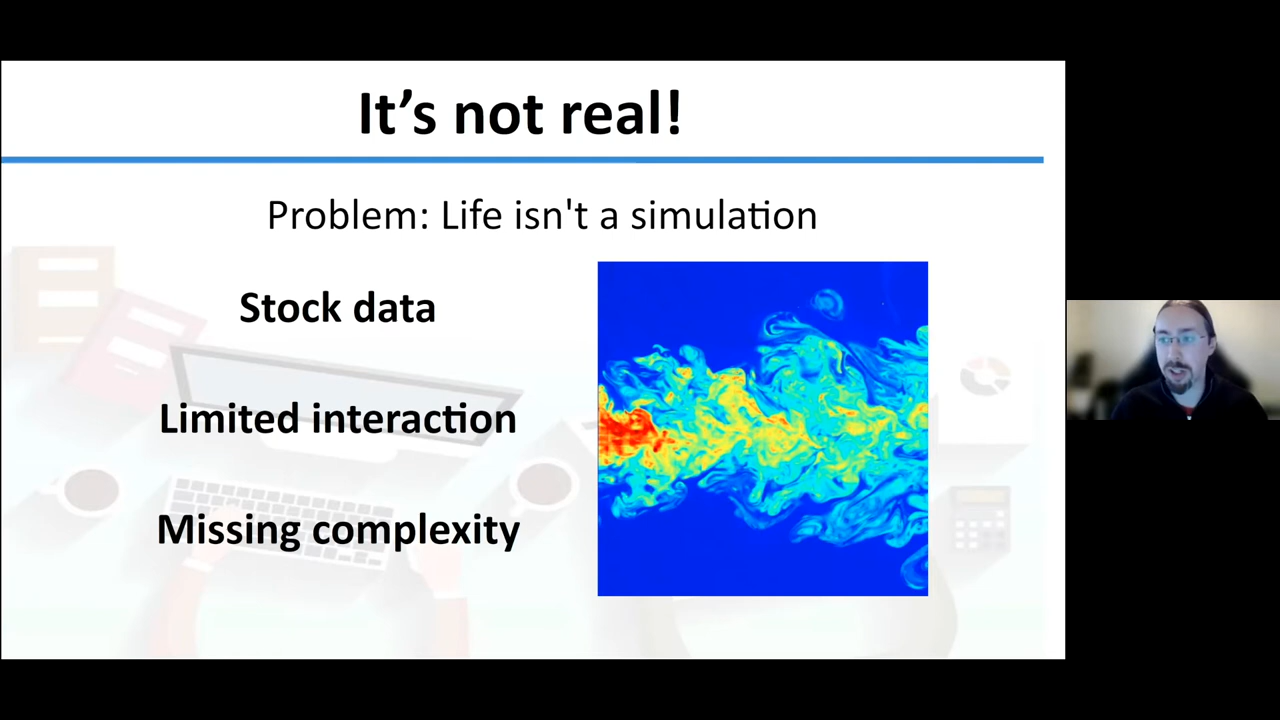 It’s not real!
Problem: Life isn't a simulation
Stock data
Limited interaction
Missing complexity